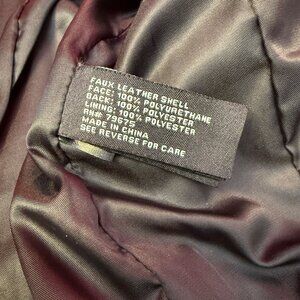 FAUX LEATHER SHELL
FACE: 100% POLYURETHANE
BACK: 100% POLYESTER
LINING: 100% POLYESTER
RN# 73675
MADE IN CHINA
SEE REVERSE FOR CARE